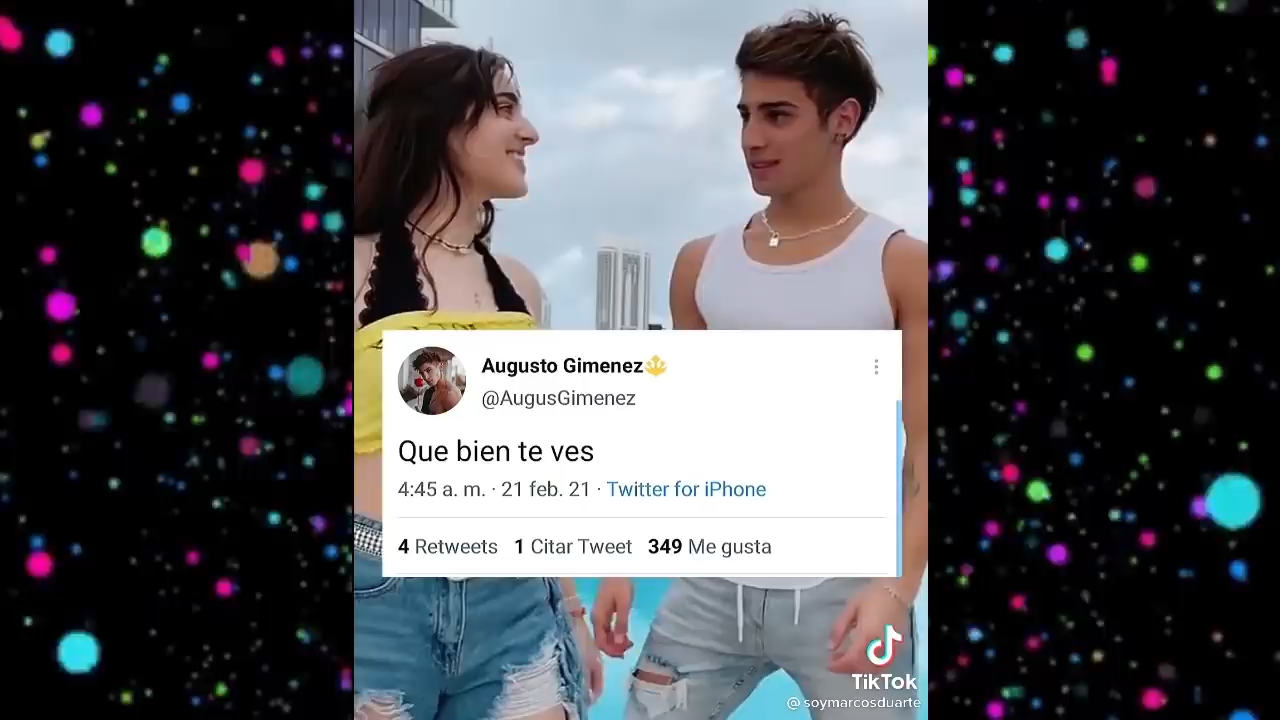 Augusto Gimenez
@AugusGimenez
Que bien te ves
4:45 a. m. · 21 feb. 21 · Twitter for iPhone
4 Retweets 1 Citar Tweet 349 Me gusta
TikTok
@soymarcosduarte